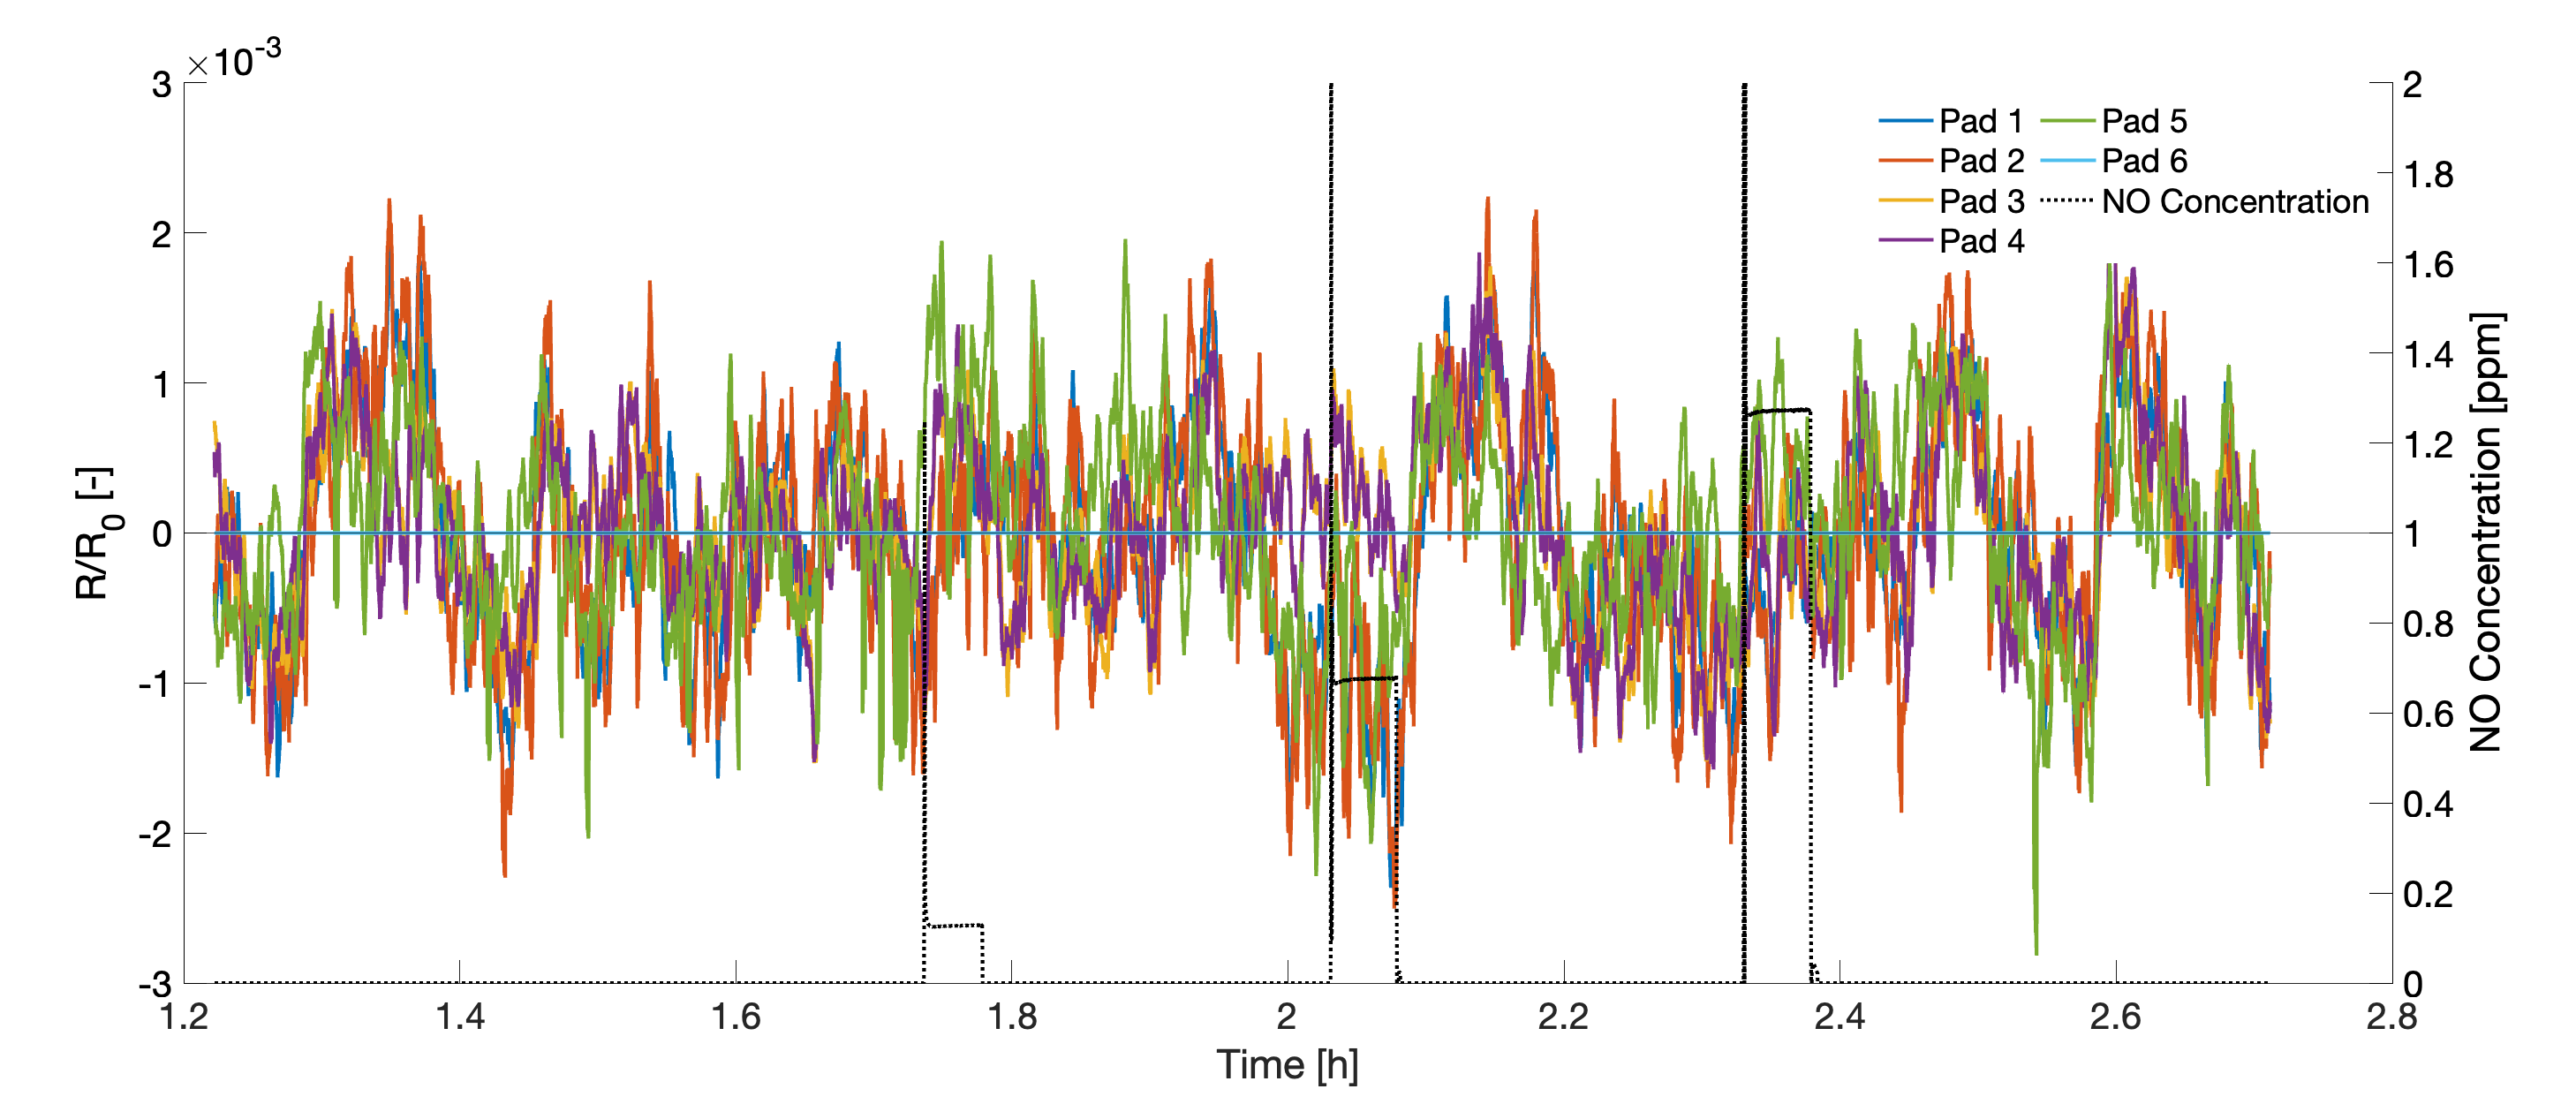 ×10-3
3
2
1
0
-1
-2
-3
R/R0 [-]
1.2 1.4 1.6 1.8 2 2.2 2.4 2.6 2.8
Time [h]
2
1.8
1.6
1.4
1.2
1
0.8
0.6
0.4
0.2
0
NO Concentration [ppm]
Pad 1 Pad 5
Pad 2 Pad 6
Pad 3 NO Concentration
Pad 4